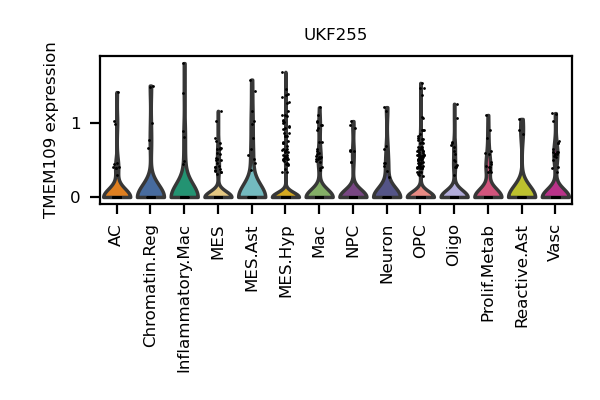 UKF255
TMEM109 expression
1
0
AC
Chromatin.Reg
Inflammatory.Mac
MES
MES.Ast
MES.Hyp
Mac
NPC
Neuron
OPC
Oligo
Prolif.Metab
Reactive.Ast
Vasc